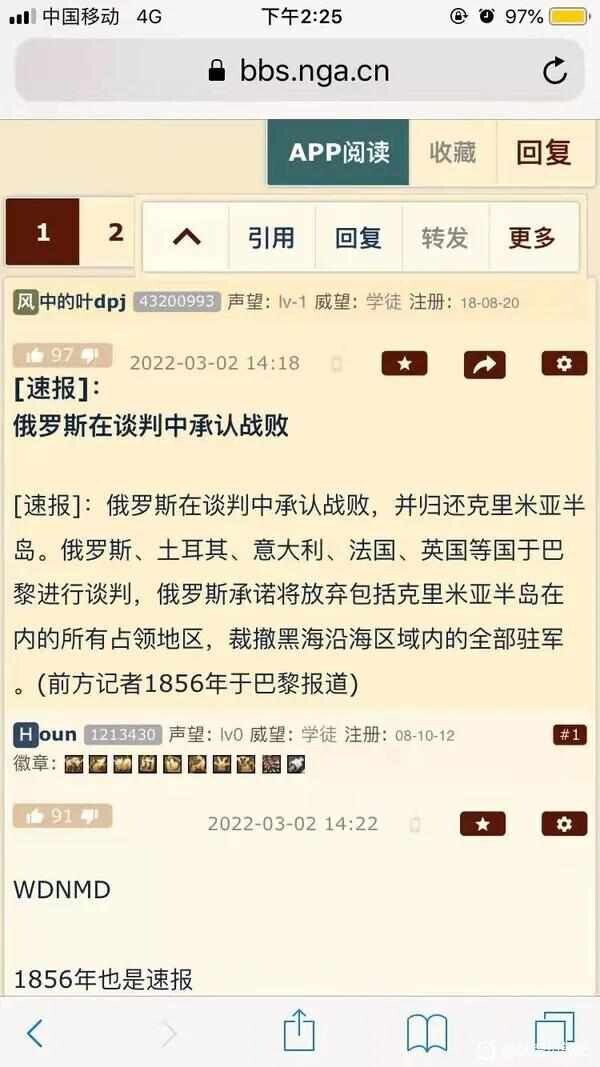 中国移动 4G 下午2:25 97%
bbs.nga.cn
APP阅读 收藏 回复
1 2 引用 回复 转发 更多
风中的叶dpj 43200993 声望: lv-1 威望: 学徒 注册: 18-08-20
97 2022-03-02 14:18
[速报]：
俄罗斯在谈判中承认战败
[速报]：俄罗斯在谈判中承认战败，并归还克里米亚半
岛。俄罗斯、土耳其、意大利、法国、英国等国于巴
黎进行谈判，俄罗斯承诺将放弃包括克里米亚半岛在
内的所有占领地区，裁撤黑海沿海区域内的全部驻军
。(前方记者1856年于巴黎报道)
Houn 1213430 声望: lv0 威望: 学徒 注册: 08-10-12 #1
徽章:
91 2022-03-02 14:22
WDNMD
1856年也是速报